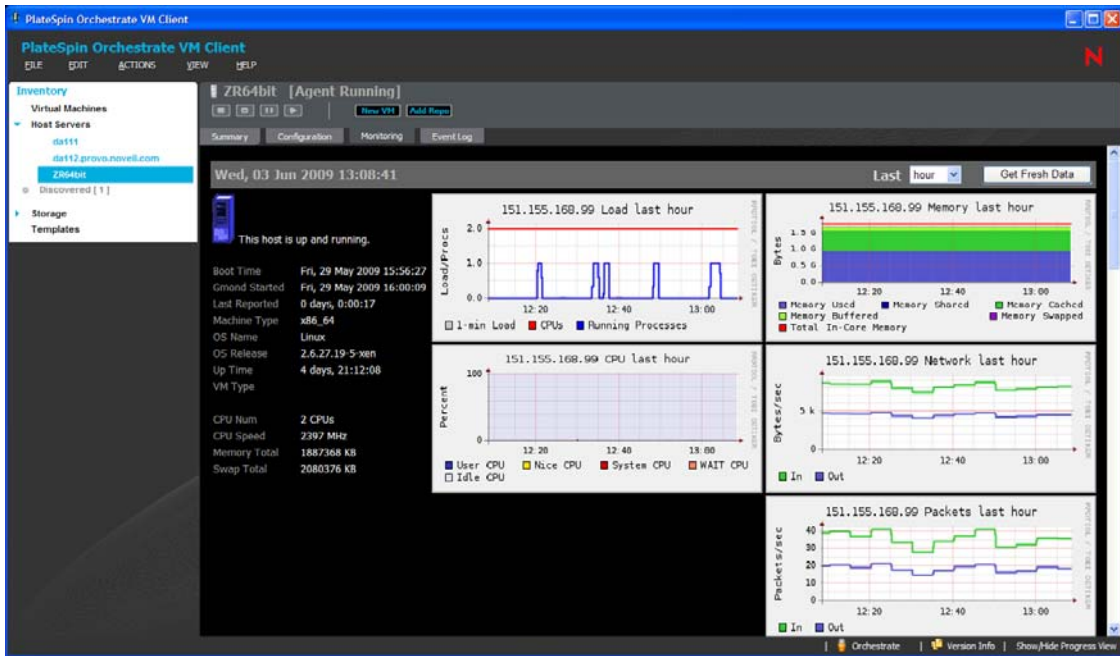 PlateSpin Orchestrate VM Client
PlateSpin Orchestrate VM Client
FILE EDIT ACTIONS VIEW HELP
N
Inventory
Virtual Machines
Host Servers
da111
da112.provo.novell.com
ZR64bit
Discovered [ 1 ]
Storage
Templates
ZR64bit [Agent Running]
New VM Add Repo
Summary Configuration Monitoring Event Log
Wed, 03 Jun 2009 13:08:41
Last hour Get Fresh Data
This host is up and running.
Boot Time Fri, 29 May 2009 15:56:27
Gmond Started Fri, 29 May 2009 16:00:09
Last Reported 0 days, 0:00:17
Machine Type x86_64
OS Name Linux
OS Release 2.6.27.19-5-xen
Up Time 4 days, 21:12:08
VM Type
CPU Num 2 CPUs
CPU Speed 2397 MHz
Memory Total 1887368 KB
Swap Total 2080376 KB
151.155.160.99 Load last hour
Load/Procs
2.0
1.0
0.0
12:20 12:40 13:00
1-min Load CPUs Running Processes
151.155.160.99 Memory last hour
Bytes
1.5 G
1.0 G
0.5 G
0.0
12:20 12:40 13:00
Memory Used Memory Shared Memory Cached
Memory Buffered Memory Swapped
Total In-Core Memory
151.155.160.99 CPU last hour
Percent
100
0
12:20 12:40 13:00
User CPU Nice CPU System CPU WAIT CPU
Idle CPU
151.155.160.99 Network last hour
Bytes/sec
5 k
0
12:20 12:40 13:00
In Out
151.155.160.99 Packets last hour
Packets/sec
40
30
20
10
0
12:20 12:40 13:00
In Out
Orchestrate | Version Info | Show/Hide Progress View